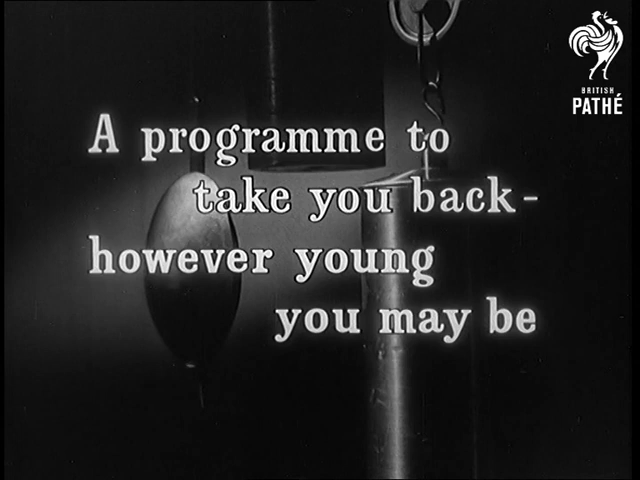 BRITISH
PATHÉ
A programme to
take you back-
however young
you may be